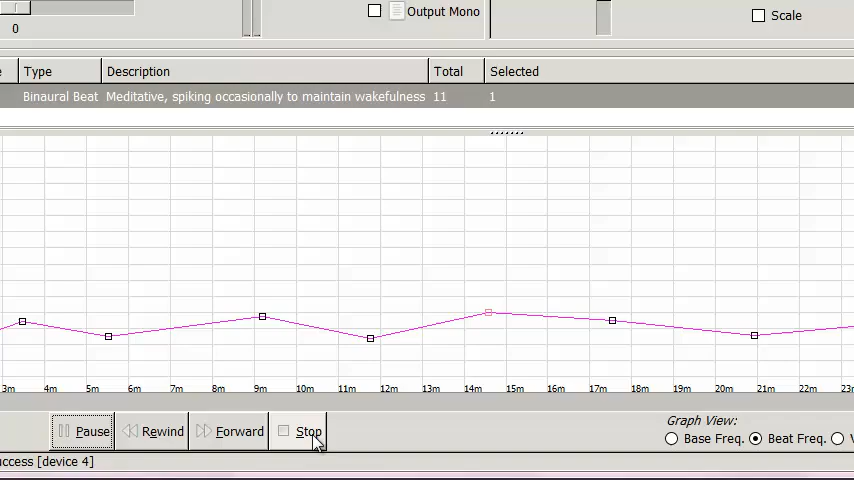 Output Mono
Scale
0
Type Description Total Selected
Binaural Beat Meditative, spiking occasionally to maintain wakefulness 11 1
3m 4m 5m 6m 7m 8m 9m 10m 11m 12m 13m 14m 15m 16m 17m 18m 19m 20m 21m 22m 23m
Graph View:
Pause Rewind Forward Stop
Base Freq. Beat Freq.
[device 4]